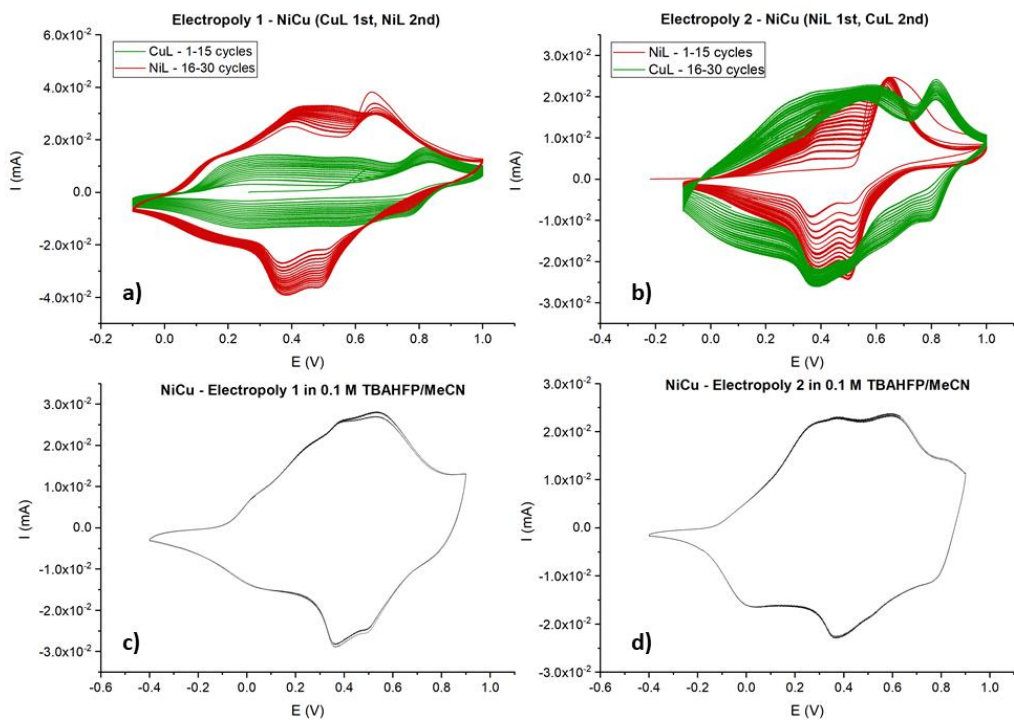 Electropoly 1 - NiCu (CuL 1st, NiL 2nd)
6.0x10-2
4.0x10-2
2.0x10-2
0.0
-2.0x10-2
-4.0x10-2
I (mA)
CuL - 1-15 cycles
NiL - 16-30 cycles
a)
-0.2 0.0 0.2 0.4 0.6 0.8 1.0
E (V)
Electropoly 2 - NiCu (NiL 1st, CuL 2nd)
3.0x10-2
2.0x10-2
1.0x10-2
0.0
-1.0x10-2
-2.0x10-2
-3.0x10-2
I (mA)
NiL - 1-15 cycles
CuL - 16-30 cycles
b)
-0.2 0.0 0.2 0.4 0.6 0.8 1.0
E (V)
NiCu - Electropoly 1 in 0.1 M TBAHFP/MeCN
3.0x10-2
2.0x10-2
1.0x10-2
0.0
-1.0x10-2
-2.0x10-2
-3.0x10-2
I (mA)
c)
-0.6 -0.4 -0.2 0.0 0.2 0.4 0.6 0.8 1.0
E (V)
NiCu - Electropoly 2 in 0.1 M TBAHFP/MeCN
3.0x10-2
2.0x10-2
1.0x10-2
0.0
-1.0x10-2
-2.0x10-2
-3.0x10-2
I (mA)
d)
-0.6 -0.4 -0.2 0.0 0.2 0.4 0.6 0.8 1.0
E (V)